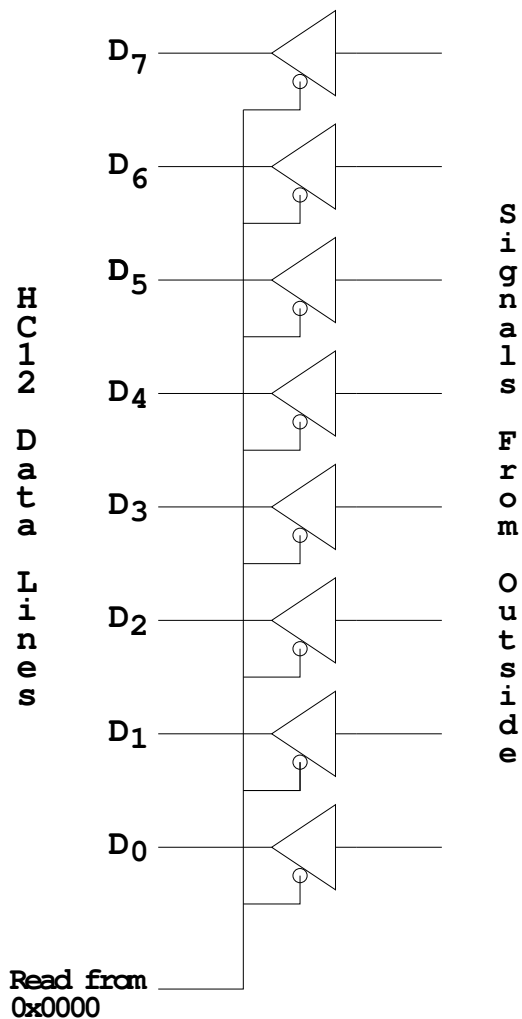 D7
D6
D5
D4
D3
D2
D1
D0
HC12 Data Lines
Signals From Outside
Read from
0x0000